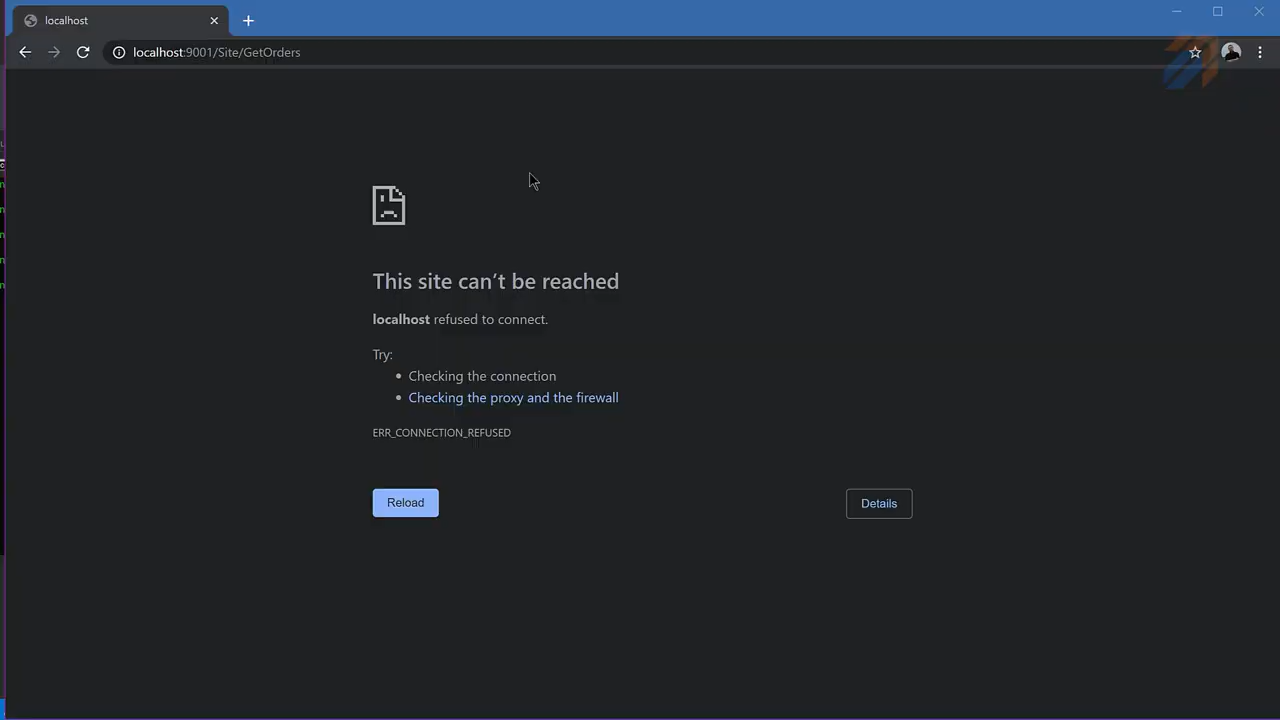 localhost
localhost:9001/Site/GetOrders
This site can’t be reached
localhost refused to connect.
Try:
• Checking the connection
• Checking the proxy and the firewall
ERR_CONNECTION_REFUSED
Reload
Details